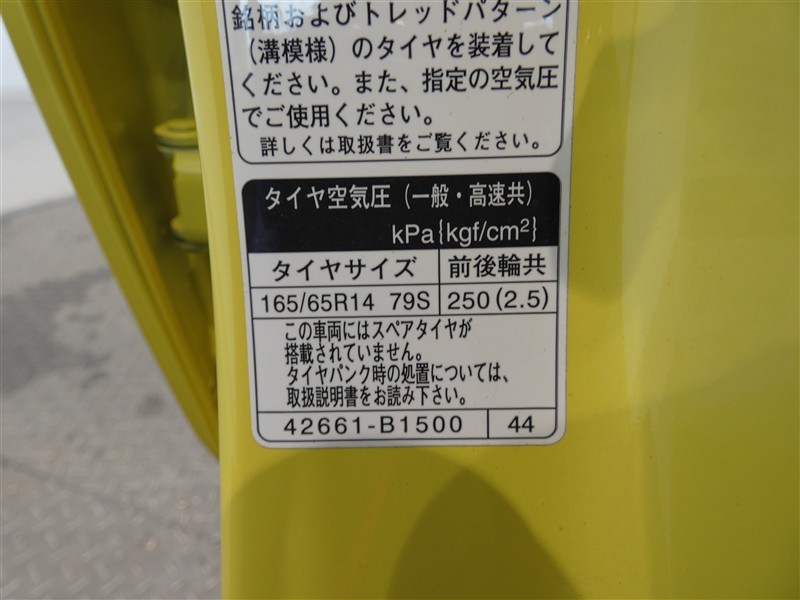 銘柄およびトレッドパターン
(溝模様)のタイヤを装着して
ください。また、指定の空気圧
でご使用ください。
詳しくは取扱書をご覧ください。
タイヤ空気圧(一般・高速共)
kPa{kgf/cm²}
タイヤサイズ 前後輪共
165/65R14 79S 250(2.5)
この車両にはスペアタイヤが
搭載されていません。
タイヤパンク時の処置については、
取扱説明書をお読み下さい。
42661-B1500 44